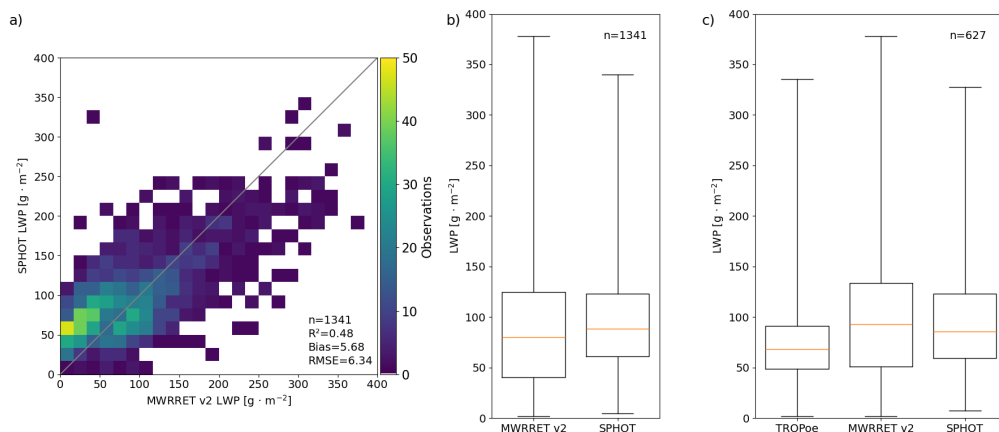 a)
400
350
300
250
200
150
100
50
0
SPHOT LWP [g · m⁻²]
0 50 100 150 200 250 300 350 400
MWRRET v2 LWP [g · m⁻²]
n=1341
R²=0.48
Bias=5.68
RMSE=6.34
50
40
30
20
10
0
Observations
b)
400
350
300
250
200
150
100
50
0
LWP [g · m⁻²]
n=1341
MWRRET v2 SPHOT
c)
400
350
300
250
200
150
100
50
0
LWP [g · m⁻²]
n=627
TROPoe MWRRET v2 SPHOT